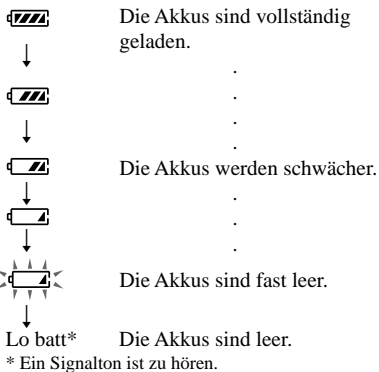 Die Akkus sind vollständig
geladen.
.
.
.
.
Die Akkus werden schwächer.
.
.
.
Die Akkus sind fast leer.
Lo batt* Die Akkus sind leer.
* Ein Signalton ist zu hören.